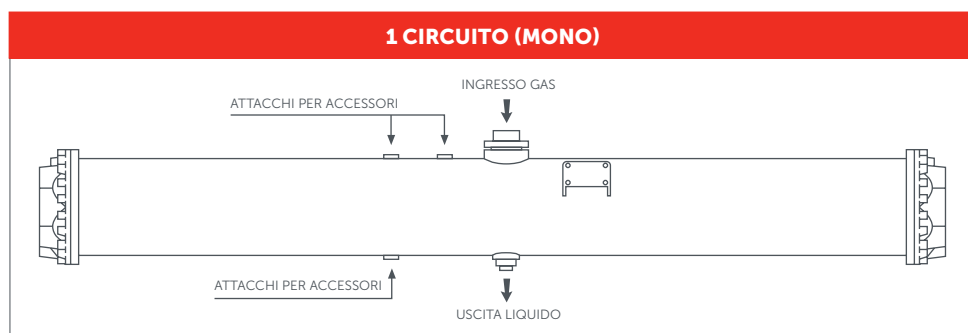 1 CIRCUITO (MONO)
INGRESSO GAS
ATTACCHI PER ACCESSORI
ATTACCHI PER ACCESSORI
USCITA LIQUIDO